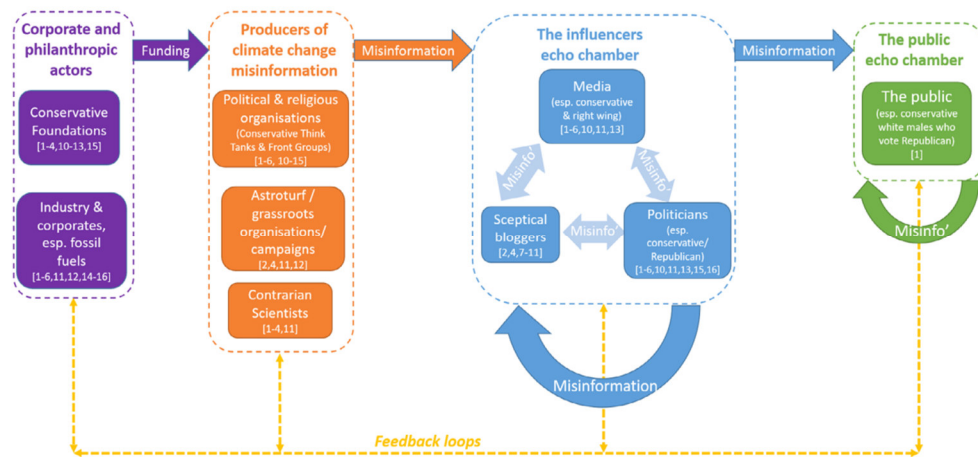 Corporate and
philanthropic
actors
Conservative
Foundations
[1-4,10-13,15]
Industry &
corporates,
esp. fossil
fuels
[1-6,11,12,14-16]
Funding
Producers of
climate change
misinformation
Political & religious
organisations
(Conservative Think
Tanks & Front Groups)
[1-6, 10-15]
Astroturf /
grassroots
organisations/
campaigns
[2,4,11,12]
Contrarian
Scientists
[1-4,11]
Misinformation
The influencers
echo chamber
Media
(esp. conservative
& right wing)
[1-6,10,11,13]
Misinfo'
Misinfo'
Sceptical
bloggers
[2,4,7-11]
Misinfo'
Politicians
(esp.
conservative/
Republican)
[1-6,10,11,13,15,16]
Misinformation
Misinformation
The public
echo chamber
The public
(esp. conservative
white males who
vote Republican)
[1]
Misinfo'
Feedback loops